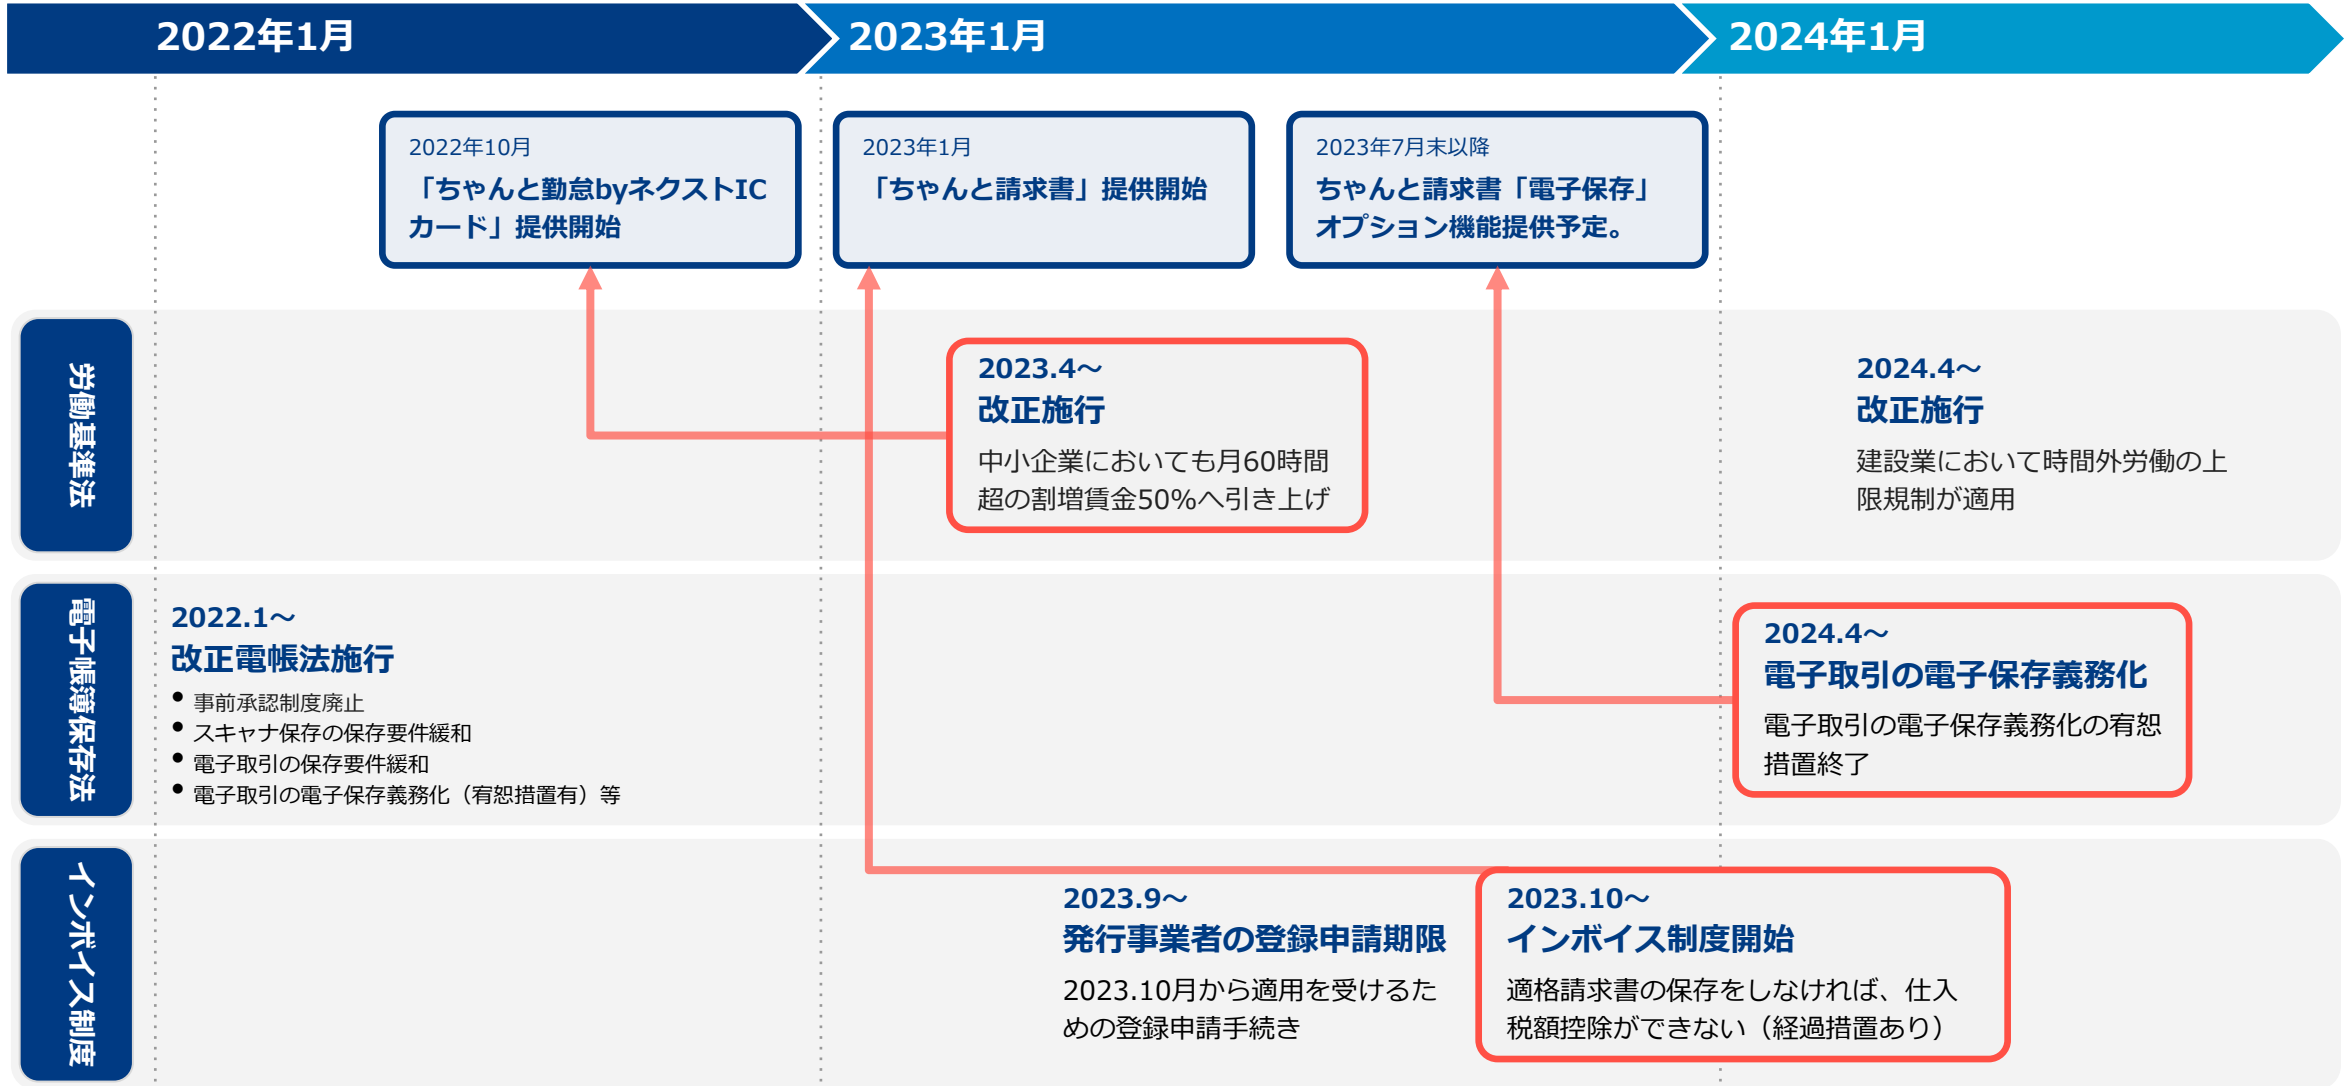 2022年1月
2023年1月
2024年1月
2022年10月
「ちゃんと勤怠byネクストIC
カード」提供開始
2023年1月
「ちゃんと請求書」提供開始
2023年7月末以降
ちゃんと請求書「電子保存」
オプション機能提供予定。
労働基準法
2023.4～
改正施行
中小企業においても月60時間
超の割増賃金50%へ引き上げ
2024.4～
改正施行
建設業において時間外労働の上
限規制が適用
電子帳簿保存法
2022.1～
改正電帳法施行
• 事前承認制度廃止
• スキャナ保存の保存要件緩和
• 電子取引の保存要件緩和
• 電子取引の電子保存義務化（宥恕措置有）等
2024.4～
電子取引の電子保存義務化
電子取引の電子保存義務化の宥恕
措置終了
インボイス制度
2023.9～
発行事業者の登録申請期限
2023.10月から適用を受けるた
めの登録申請手続き
2023.10～
インボイス制度開始
適格請求書の保存をしなければ、仕入
税額控除ができない（経過措置あり）